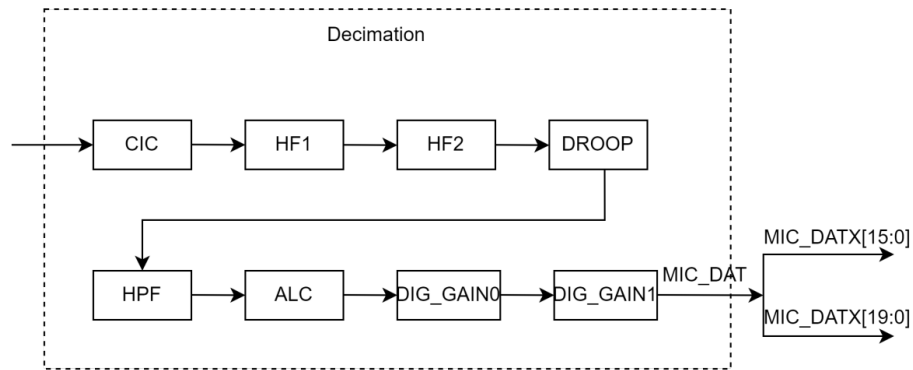 Decimation
CIC
HF1
HF2
DROOP
HPF
ALC
DIG_GAIN0
DIG_GAIN1
MIC_DAT
MIC_DATX[15:0]
MIC_DATX[19:0]